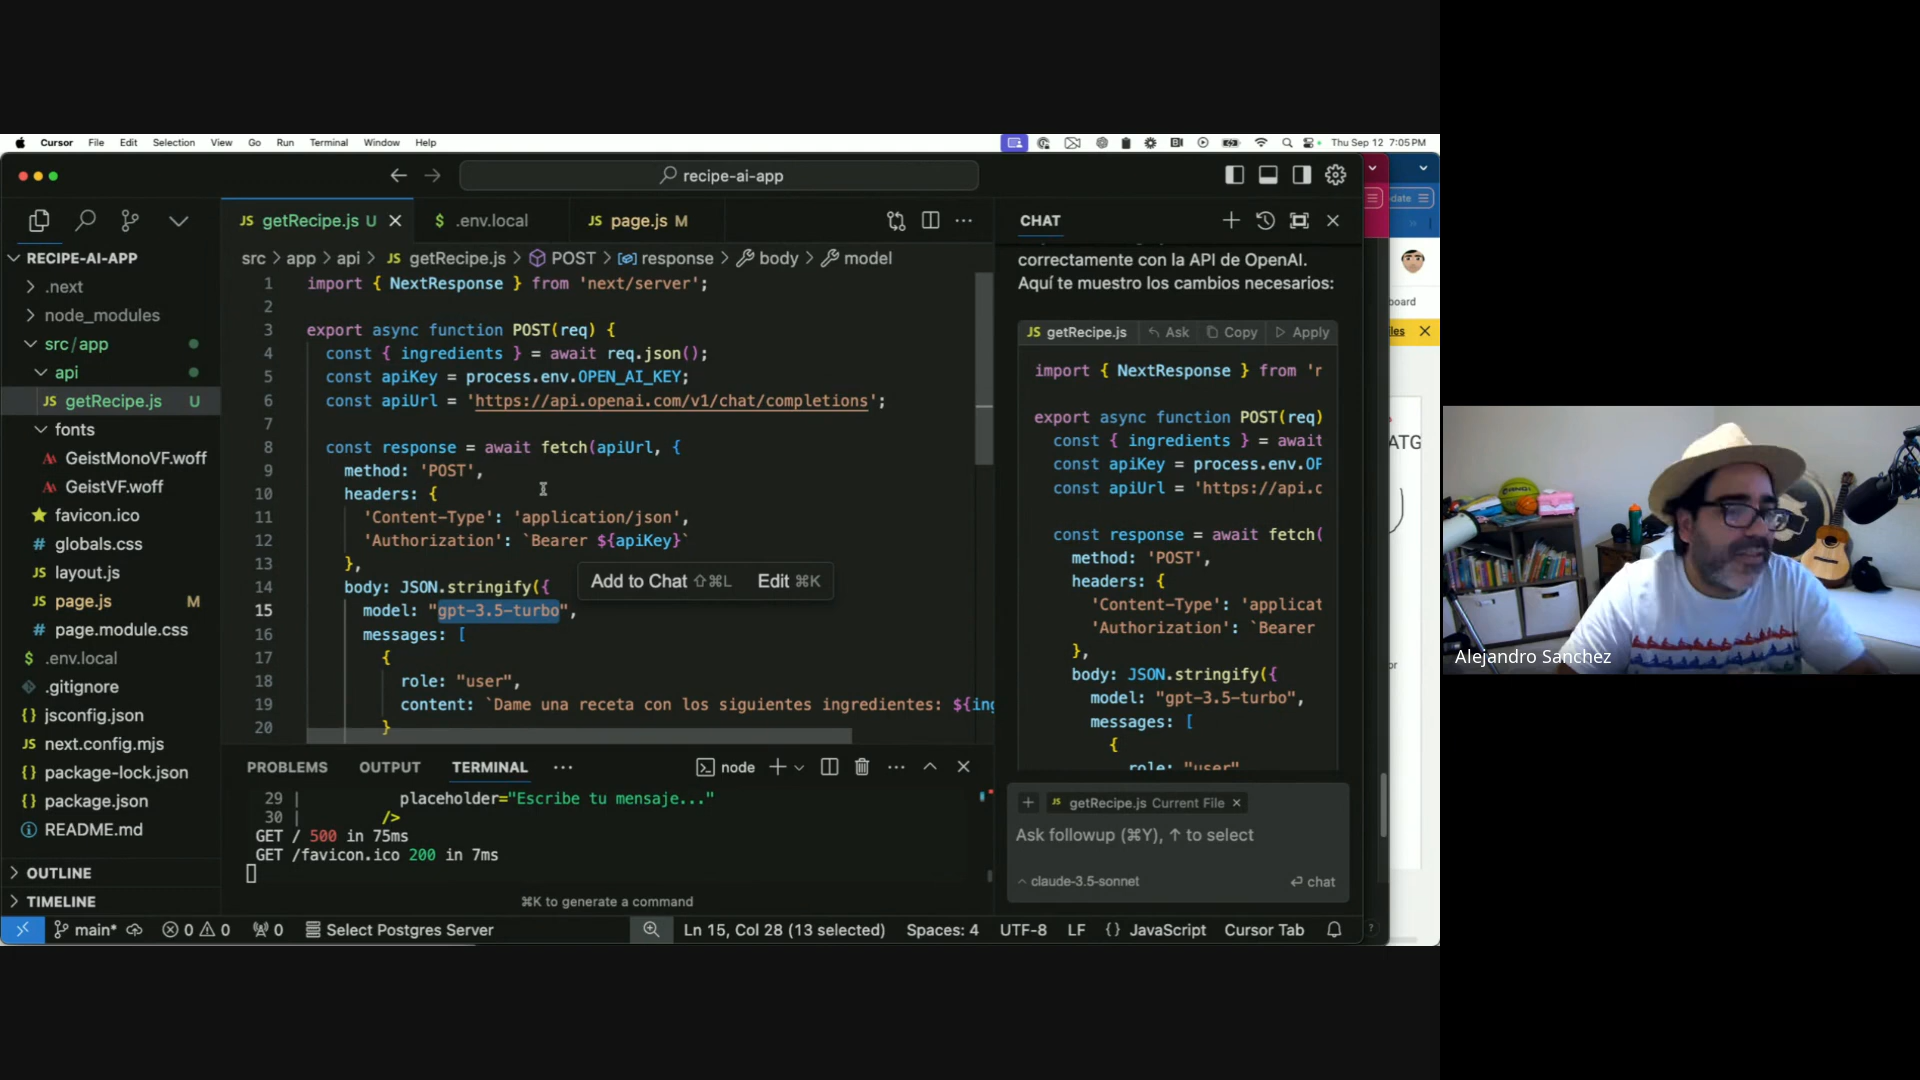 Cursor File Edit Selection View Go Run Terminal Window Help
Thu Sep 12 7:05 PM
recipe-ai-app
getRecipe.js U
$ .env.local
JS page.js M
CHAT
RECIPE-AI-APP
.next
node_modules
src/app
api
JS getRecipe.js U
fonts
GeistMonoVF.woff
GeistVF.woff
favicon.ico
# globals.css
JS layout.js
JS page.js M
# page.module.css
$ .env.local
.gitignore
{} jsconfig.json
JS next.config.mjs
{} package-lock.json
{} package.json
README.md
OUTLINE
TIMELINE
src > app > api > JS getRecipe.js > POST > response > body > model
1 import { NextResponse } from 'next/server';
2
3 export async function POST(req) {
4 const { ingredients } = await req.json();
5 const apiKey = process.env.OPEN_AI_KEY;
6 const apiUrl = 'https://api.openai.com/v1/chat/completions';
7
8 const response = await fetch(apiUrl, {
9 method: 'POST',
10 headers: {
11 'Content-Type': 'application/json',
12 'Authorization': `Bearer ${apiKey}`
13 },
14 body: JSON.stringify({
Add to Chat ⇧⌘L Edit ⌘K
15 model: "gpt-3.5-turbo",
16 messages: [
17 {
18 role: "user",
19 content: `Dame una receta con los siguientes ingredientes: ${ing
20 }
PROBLEMS OUTPUT TERMINAL ···
node
29 | placeholder="Escribe tu mensaje..."
30 | />
GET / 500 in 75ms
GET /favicon.ico 200 in 7ms
⌘K to generate a command
correctamente con la API de OpenAI.
Aquí te muestro los cambios necesarios:
JS getRecipe.js Ask Copy Apply
import { NextResponse } from 'r
export async function POST(req)
const { ingredients } = await
const apiKey = process.env.OP
const apiUrl = 'https://api.c
const response = await fetch(
method: 'POST',
headers: {
'Content-Type': 'applicat
'Authorization': `Bearer
},
body: JSON.stringify({
model: "gpt-3.5-turbo",
messages: [
{
role: "user"
JS getRecipe.js Current File
Ask followup (⌘Y), ↑ to select
claude-3.5-sonnet
chat
main* 0 0 0 Select Postgres Server Ln 15, Col 28 (13 selected) Spaces: 4 UTF-8 LF {} JavaScript Cursor Tab
date
board
les
ATG
or
Alejandro Sanchez